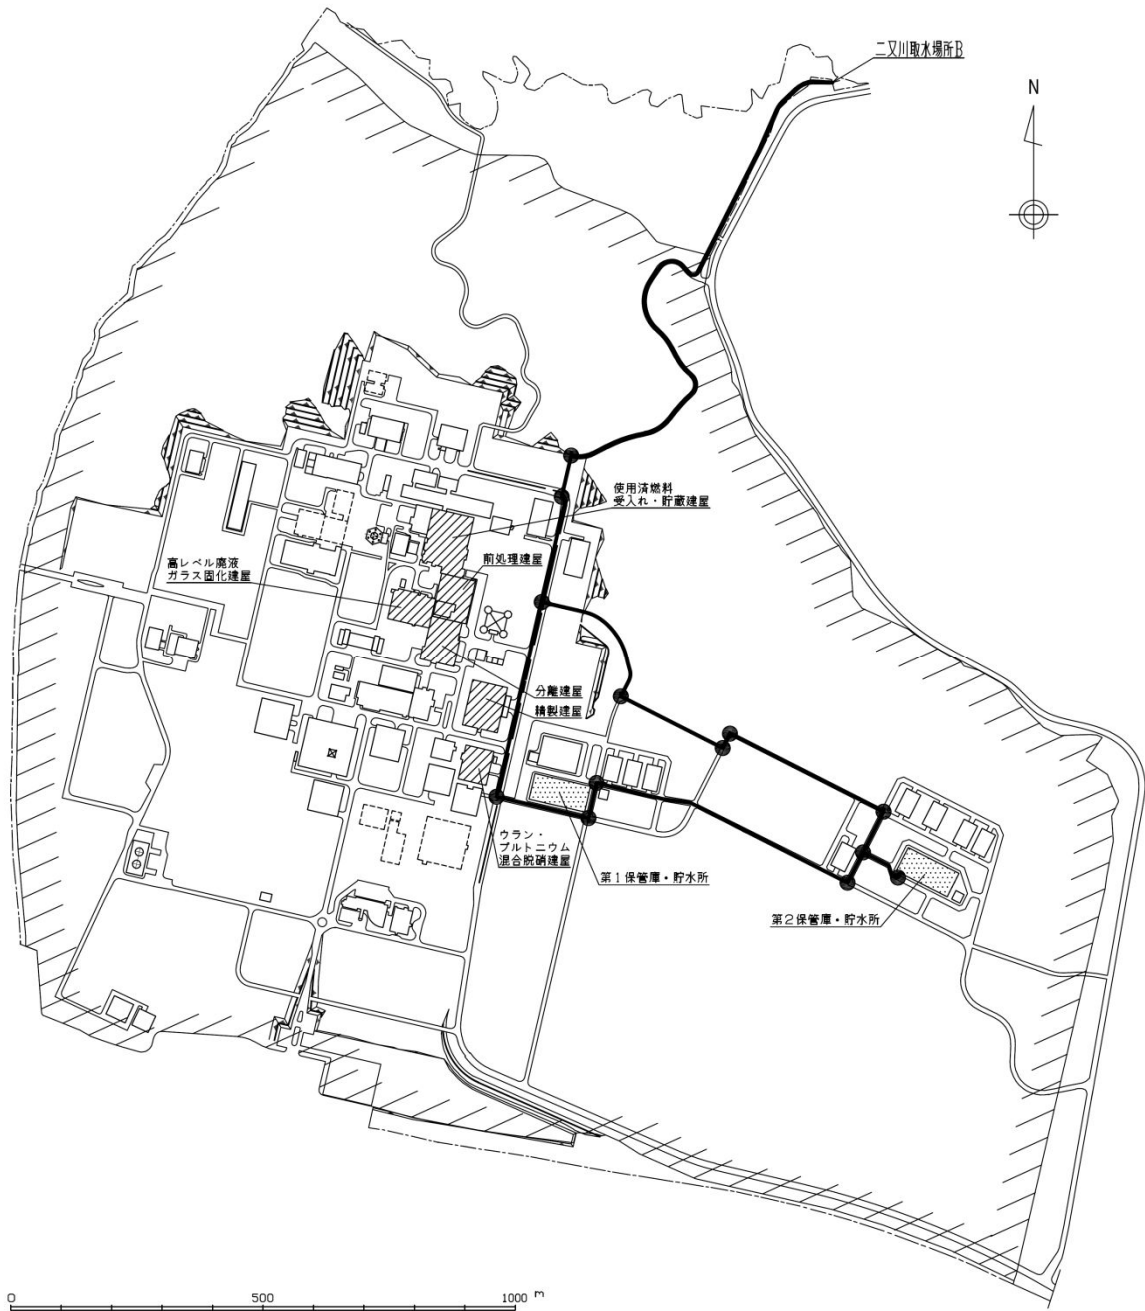 二又川取水場所B
N
使用済燃料
受入れ・貯蔵建屋
前処理建屋
高レベル廃液
ガラス固化建屋
分離建屋
精製建屋
ウラン・
プルトニウム
混合脱硝建屋
第1保管庫・貯水所
第2保管庫・貯水所
0 500 1000 m